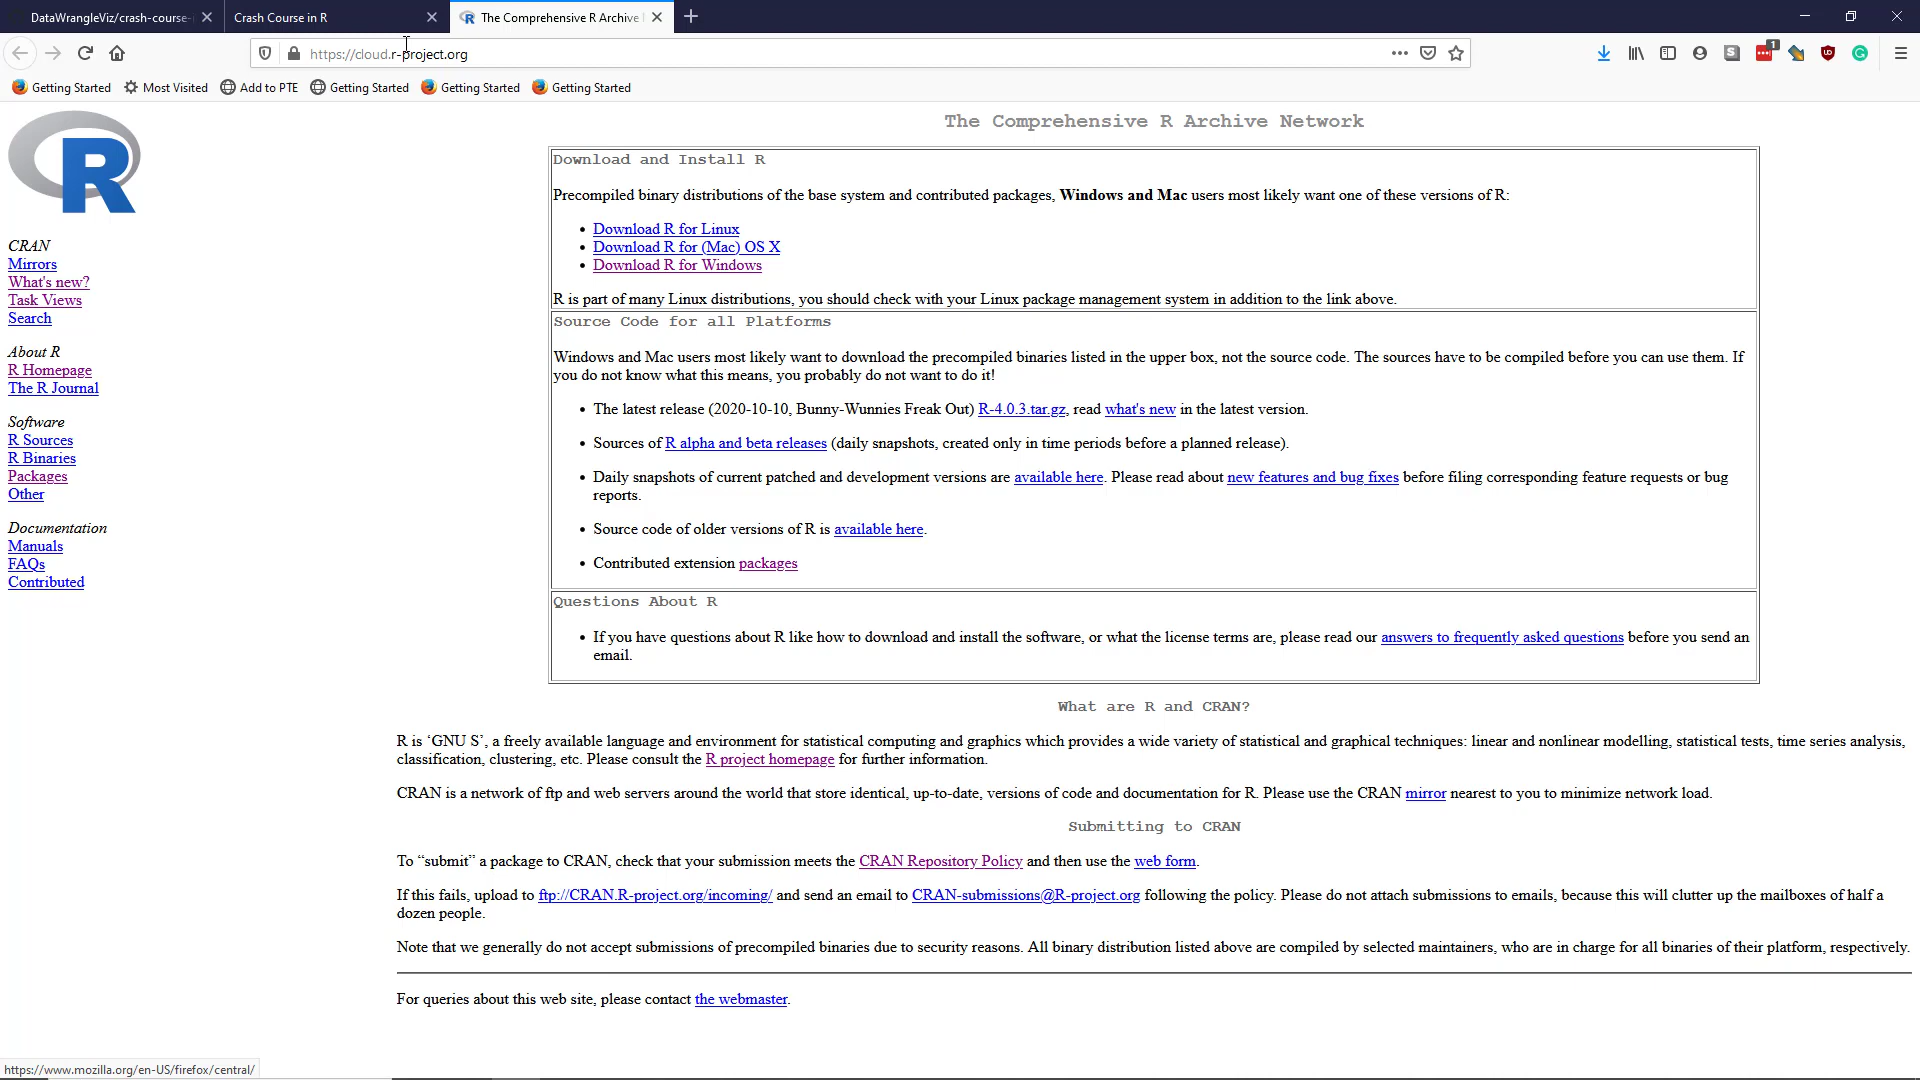 DataWrangleViz/crash-course-i
Crash Course in R
The Comprehensive R Archive
https://cloud.r-project.org
1
Getting Started
Most Visited
Add to PTE
Getting Started
Getting Started
Getting Started
R
CRAN
Mirrors
What's new?
Task Views
Search
About R
R Homepage
The R Journal
Software
R Sources
R Binaries
Packages
Other
Documentation
Manuals
FAQs
Contributed
The Comprehensive R Archive Network
Download and Install R
Precompiled binary distributions of the base system and contributed packages, Windows and Mac users most likely want one of these versions of R:
• Download R for Linux
• Download R for (Mac) OS X
• Download R for Windows
R is part of many Linux distributions, you should check with your Linux package management system in addition to the link above.
Source Code for all Platforms
Windows and Mac users most likely want to download the precompiled binaries listed in the upper box, not the source code. The sources have to be compiled before you can use them. If
you do not know what this means, you probably do not want to do it!
• The latest release (2020-10-10, Bunny-Wunnies Freak Out) R-4.0.3.tar.gz, read what's new in the latest version.
• Sources of R alpha and beta releases (daily snapshots, created only in time periods before a planned release).
• Daily snapshots of current patched and development versions are available here. Please read about new features and bug fixes before filing corresponding feature requests or bug
reports.
• Source code of older versions of R is available here.
• Contributed extension packages
Questions About R
• If you have questions about R like how to download and install the software, or what the license terms are, please read our answers to frequently asked questions before you send an
email.
What are R and CRAN?
R is ‘GNU S’, a freely available language and environment for statistical computing and graphics which provides a wide variety of statistical and graphical techniques: linear and nonlinear modelling, statistical tests, time series analysis,
classification, clustering, etc. Please consult the R project homepage for further information.
CRAN is a network of ftp and web servers around the world that store identical, up-to-date, versions of code and documentation for R. Please use the CRAN mirror nearest to you to minimize network load.
Submitting to CRAN
To “submit” a package to CRAN, check that your submission meets the CRAN Repository Policy and then use the web form.
If this fails, upload to ftp://CRAN.R-project.org/incoming/ and send an email to CRAN-submissions@R-project.org following the policy. Please do not attach submissions to emails, because this will clutter up the mailboxes of half a
dozen people.
Note that we generally do not accept submissions of precompiled binaries due to security reasons. All binary distribution listed above are compiled by selected maintainers, who are in charge for all binaries of their platform, respectively.
For queries about this web site, please contact the webmaster.
https://www.mozilla.org/en-US/firefox/central/